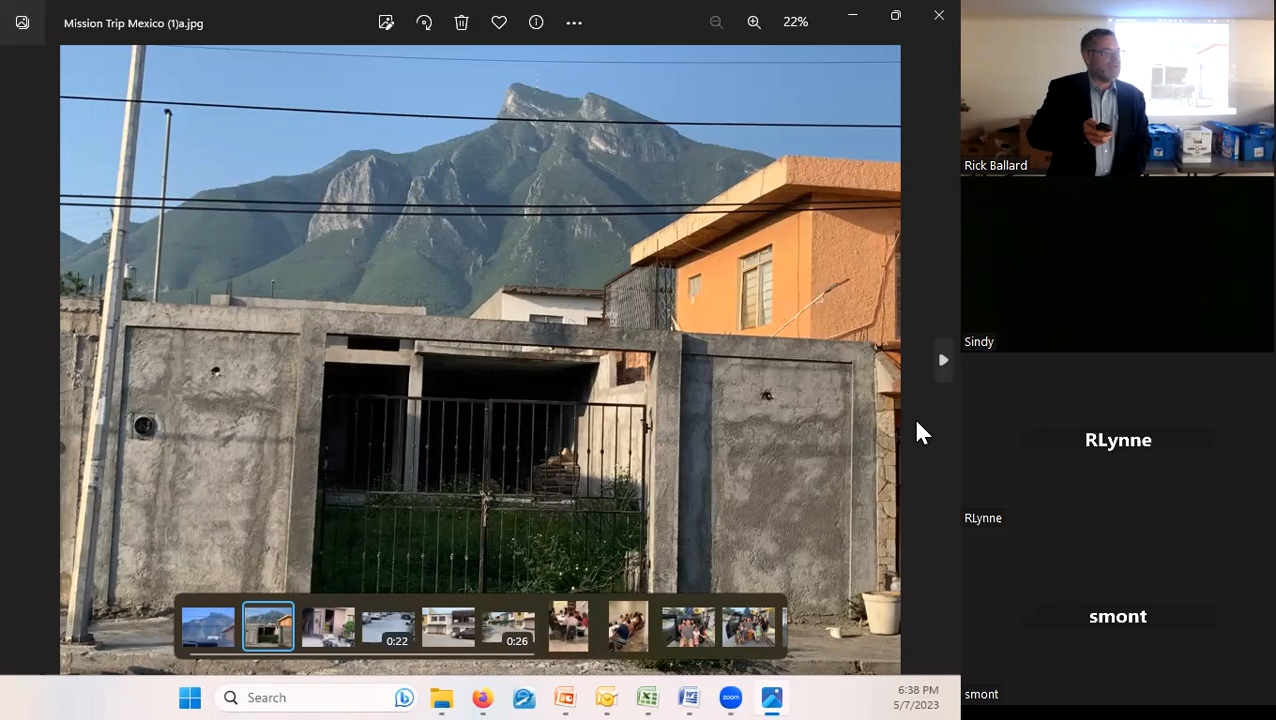 Mission Trip Mexico (1)a.jpg
22%
Rick Ballard
Sindy
RLynne
RLynne
smont
smont
0:22
0:26
Search
6:38 PM
5/7/2023